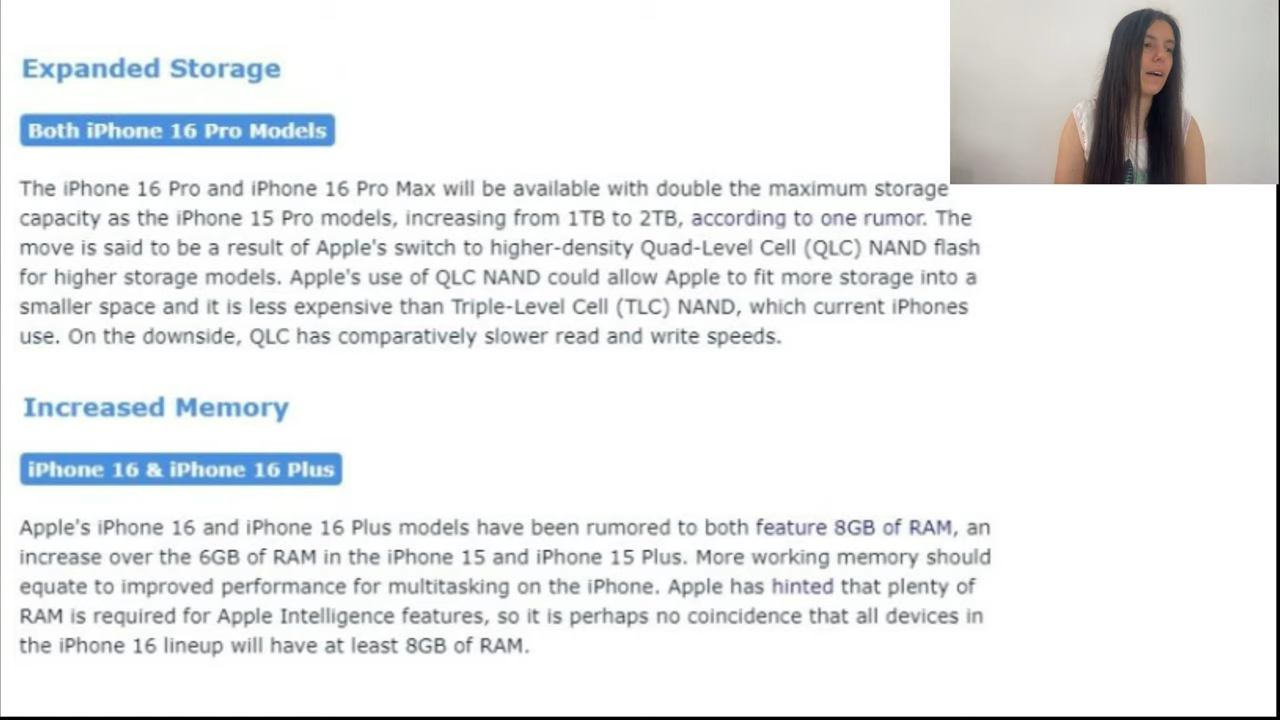 Expanded Storage
Both iPhone 16 Pro Models
The iPhone 16 Pro and iPhone 16 Pro Max will be available with double the maximum storage
capacity as the iPhone 15 Pro models, increasing from 1TB to 2TB, according to one rumor. The
move is said to be a result of Apple's switch to higher-density Quad-Level Cell (QLC) NAND flash
for higher storage models. Apple's use of QLC NAND could allow Apple to fit more storage into a
smaller space and it is less expensive than Triple-Level Cell (TLC) NAND, which current iPhones
use. On the downside, QLC has comparatively slower read and write speeds.
Increased Memory
iPhone 16 & iPhone 16 Plus
Apple's iPhone 16 and iPhone 16 Plus models have been rumored to both feature 8GB of RAM, an
increase over the 6GB of RAM in the iPhone 15 and iPhone 15 Plus. More working memory should
equate to improved performance for multitasking on the iPhone. Apple has hinted that plenty of
RAM is required for Apple Intelligence features, so it is perhaps no coincidence that all devices in
the iPhone 16 lineup will have at least 8GB of RAM.